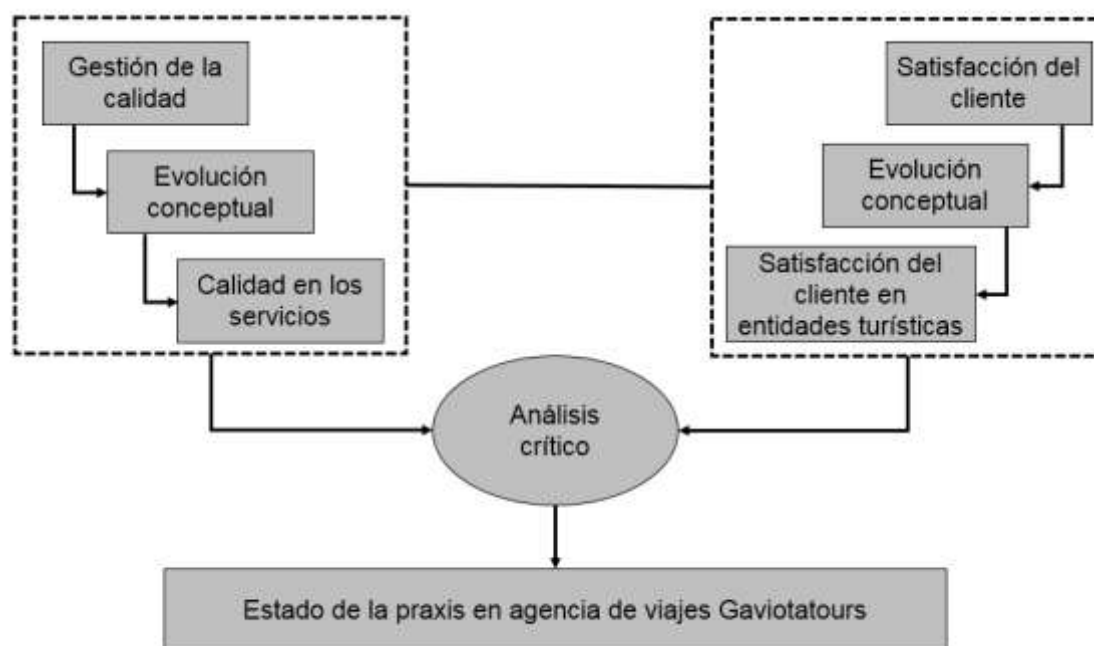 Gestión de la
calidad
Evolución
conceptual
Calidad en los
servicios
Satisfacción del
cliente
Evolución
conceptual
Satisfacción del
cliente en
entidades turísticas
Análisis
crítico
Estado de la praxis en agencia de viajes Gaviotatours